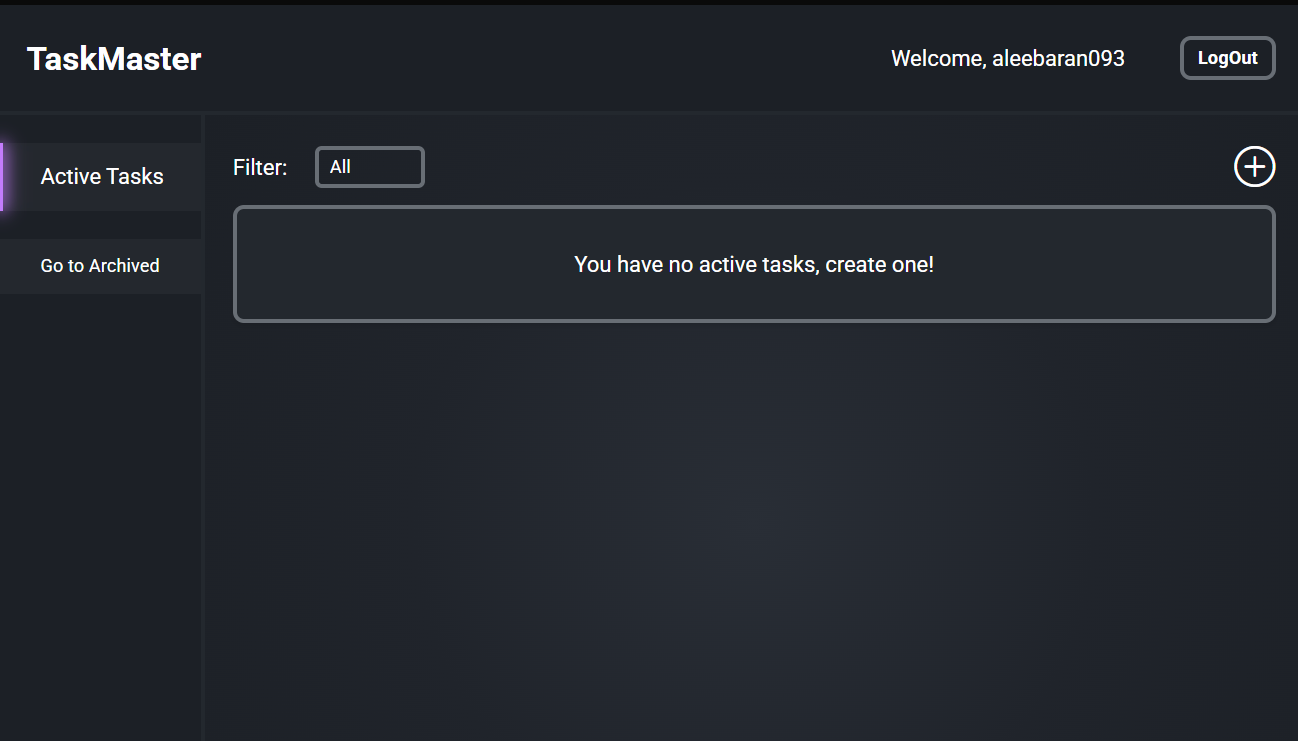 TaskMaster
Welcome, aleebaran093
LogOut
Active Tasks
Go to Archived
Filter:
All
You have no active tasks, create one!